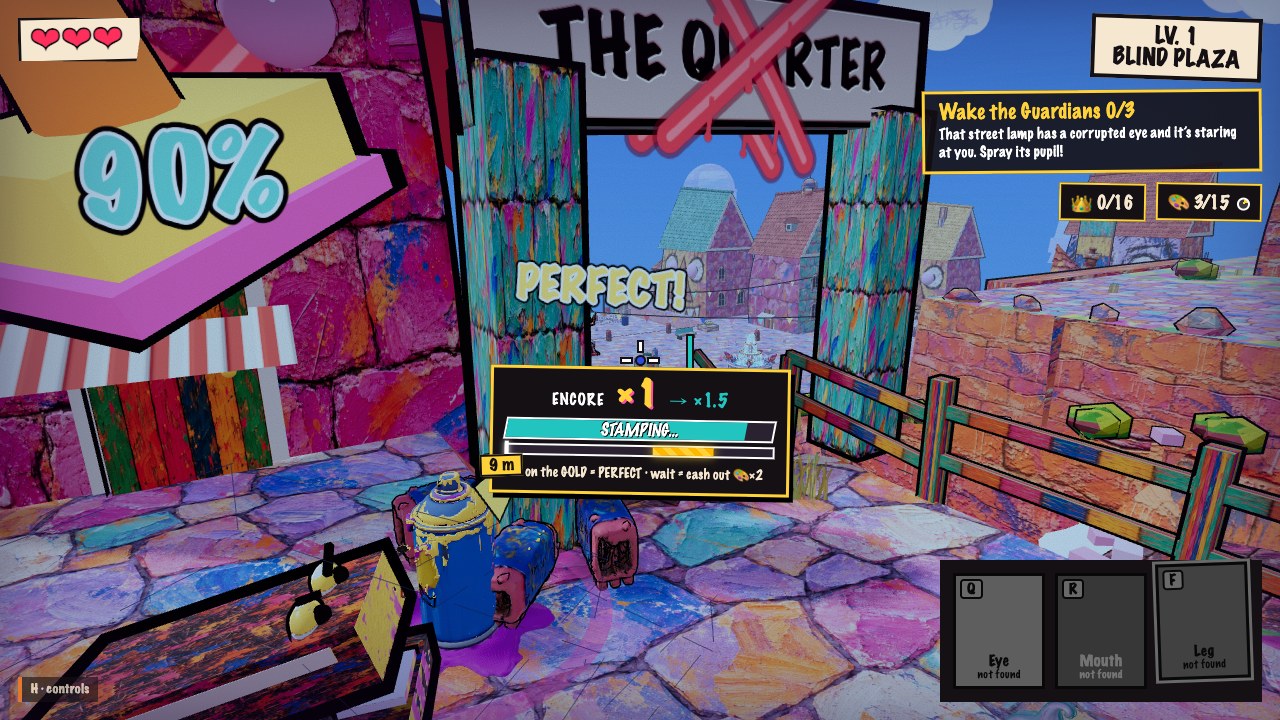 THE QUARTER
LV. 1
BLIND PLAZA
Wake the Guardians 0/3
That street lamp has a corrupted eye and it's staring
at you. Spray its pupil!
0/16
3/15
90%
PERFECT!
ENCORE ×1 → ×1.5
STAMPING...
9 m
on the GOLD = PERFECT · wait = cash out ×2
Q
R
F
Eye
not found
Mouth
not found
Leg
not found
H · controls